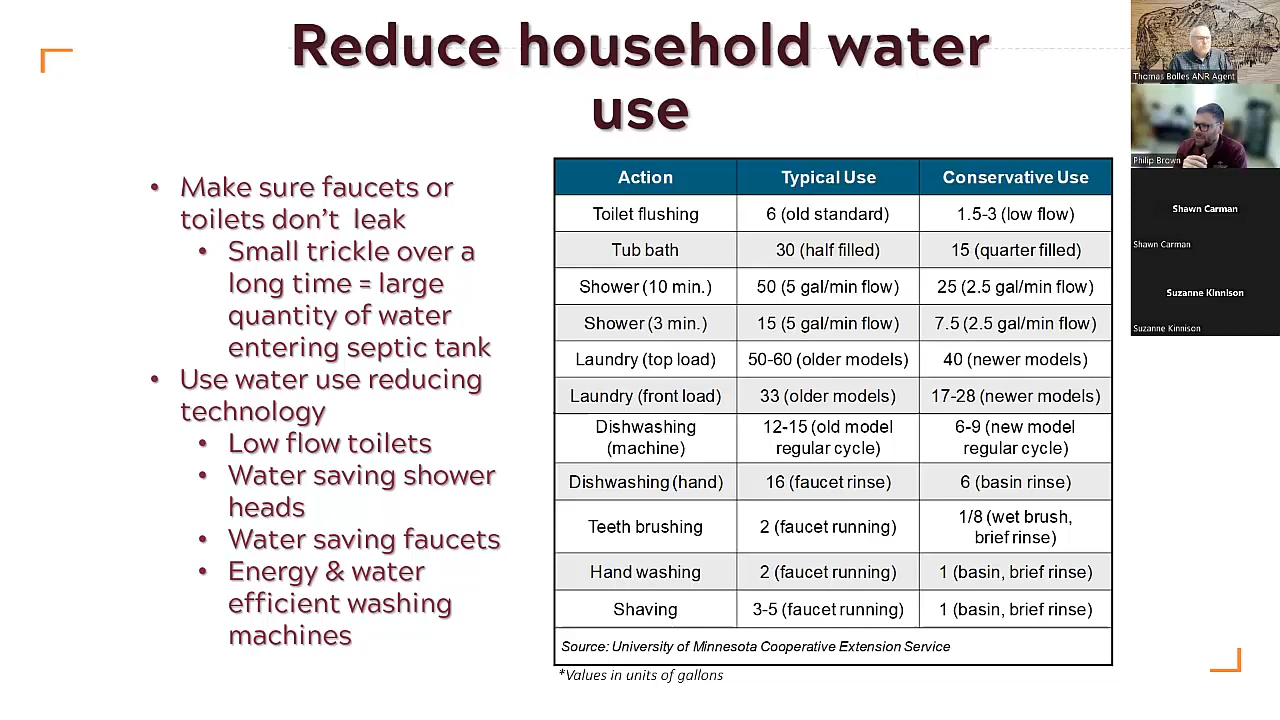 Reduce household water
use
• Make sure faucets or
toilets don't leak
• Small trickle over a
long time = large
quantity of water
entering septic tank
• Use water use reducing
technology
• Low flow toilets
• Water saving shower
heads
• Water saving faucets
• Energy & water
efficient washing
machines
Action Typical Use Conservative Use
Toilet flushing 6 (old standard) 1.5-3 (low flow)
Tub bath 30 (half filled) 15 (quarter filled)
Shower (10 min.) 50 (5 gal/min flow) 25 (2.5 gal/min flow)
Shower (3 min.) 15 (5 gal/min flow) 7.5 (2.5 gal/min flow)
Laundry (top load) 50-60 (older models) 40 (newer models)
Laundry (front load) 33 (older models) 17-28 (newer models)
Dishwashing (machine) 12-15 (old model regular cycle) 6-9 (new model regular cycle)
Dishwashing (hand) 16 (faucet rinse) 6 (basin rinse)
Teeth brushing 2 (faucet running) 1/8 (wet brush, brief rinse)
Hand washing 2 (faucet running) 1 (basin, brief rinse)
Shaving 3-5 (faucet running) 1 (basin, brief rinse)
Source: University of Minnesota Cooperative Extension Service
*Values in units of gallons
Thomas Bolles ANR Agent
Philip Brown
Shawn Carman
Shawn Carman
Suzanne Kinnison
Suzanne Kinnison